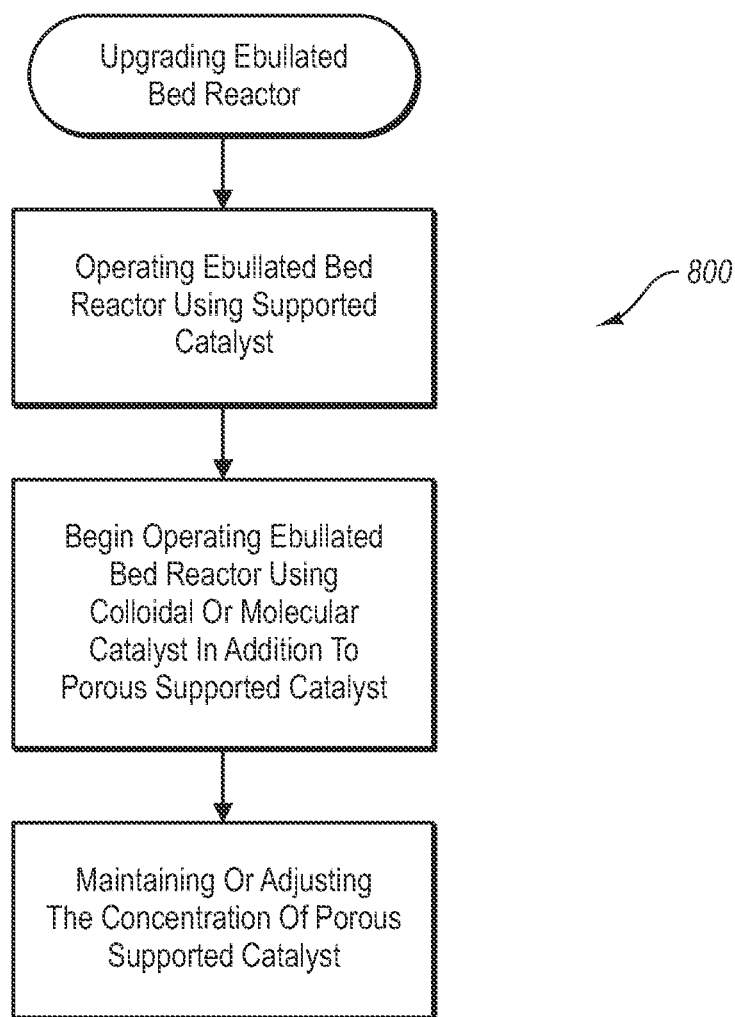 Upgrading Ebullated
Bed Reactor
Operating Ebullated Bed
Reactor Using Supported
Catalyst
800
Begin Operating Ebullated
Bed Reactor Using
Colloidal Or Molecular
Catalyst In Addition To
Porous Supported Catalyst
Maintaining Or Adjusting
The Concentration Of Porous
Supported Catalyst